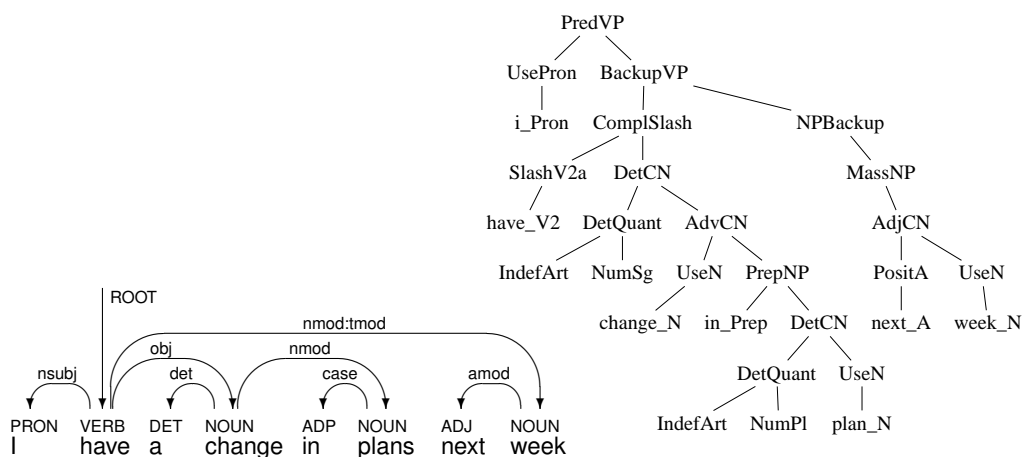 PredVP
UsePron BackupVP
i_Pron ComplSlash NPBackup
SlashV2a DetCN MassNP
have_V2 DetQuant AdvCN AdjCN
IndefArt NumSg UseN PrepNP PositA UseN
change_N in_Prep DetCN next_A week_N
DetQuant UseN
IndefArt NumPl plan_N
ROOT
nmod:tmod
obj nmod
nsubj det case amod
PRON VERB DET NOUN ADP NOUN ADJ NOUN
I have a change in plans next week